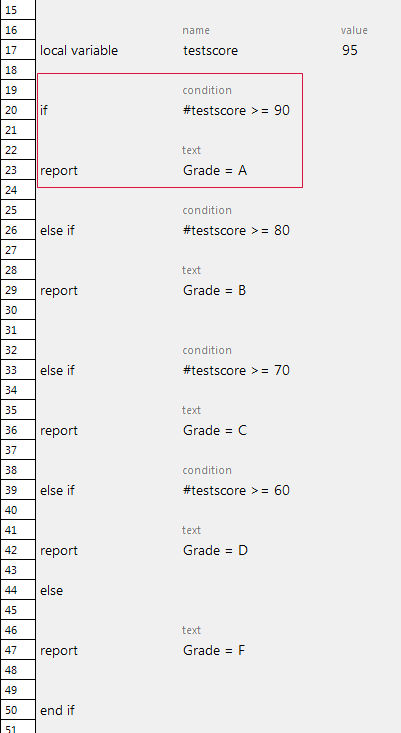 15
16 name value
17 local variable testscore 95
18
19 condition
20 if #testscore >= 90
21
22 text
23 report Grade = A
24
25 condition
26 else if #testscore >= 80
27
28 text
29 report Grade = B
30
31
32 condition
33 else if #testscore >= 70
34
35 text
36 report Grade = C
37
38 condition
39 else if #testscore >= 60
40
41 text
42 report Grade = D
43
44 else
45
46 text
47 report Grade = F
48
49
50 end if
51